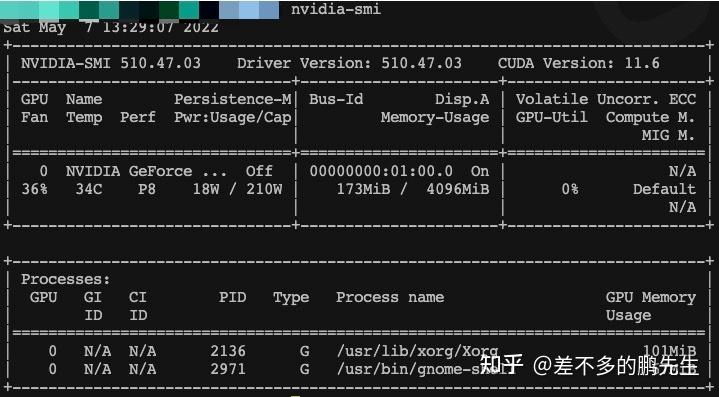 nvidia-smi
Sat May  7 13:29:07 2022
NVIDIA-SMI 510.47.03    Driver Version: 510.47.03    CUDA Version: 11.6
GPU  Name        Persistence-M| Bus-Id        Disp.A | Volatile Uncorr. ECC
Fan  Temp  Perf  Pwr:Usage/Cap|         Memory-Usage | GPU-Util  Compute M.
MIG M.
0  NVIDIA GeForce ...  Off  | 00000000:01:00.0  On |                  N/A
36%   34C    P8    18W / 210W |    173MiB /  4096MiB |      0%      Default
N/A
Processes:
GPU   GI   CI        PID   Type   Process name                  GPU Memory
ID   ID                                                   Usage
0   N/A  N/A      2136      G   /usr/lib/xorg/Xorg                101MiB
0   N/A  N/A      2971      G
知乎 @差不多的鹏先生